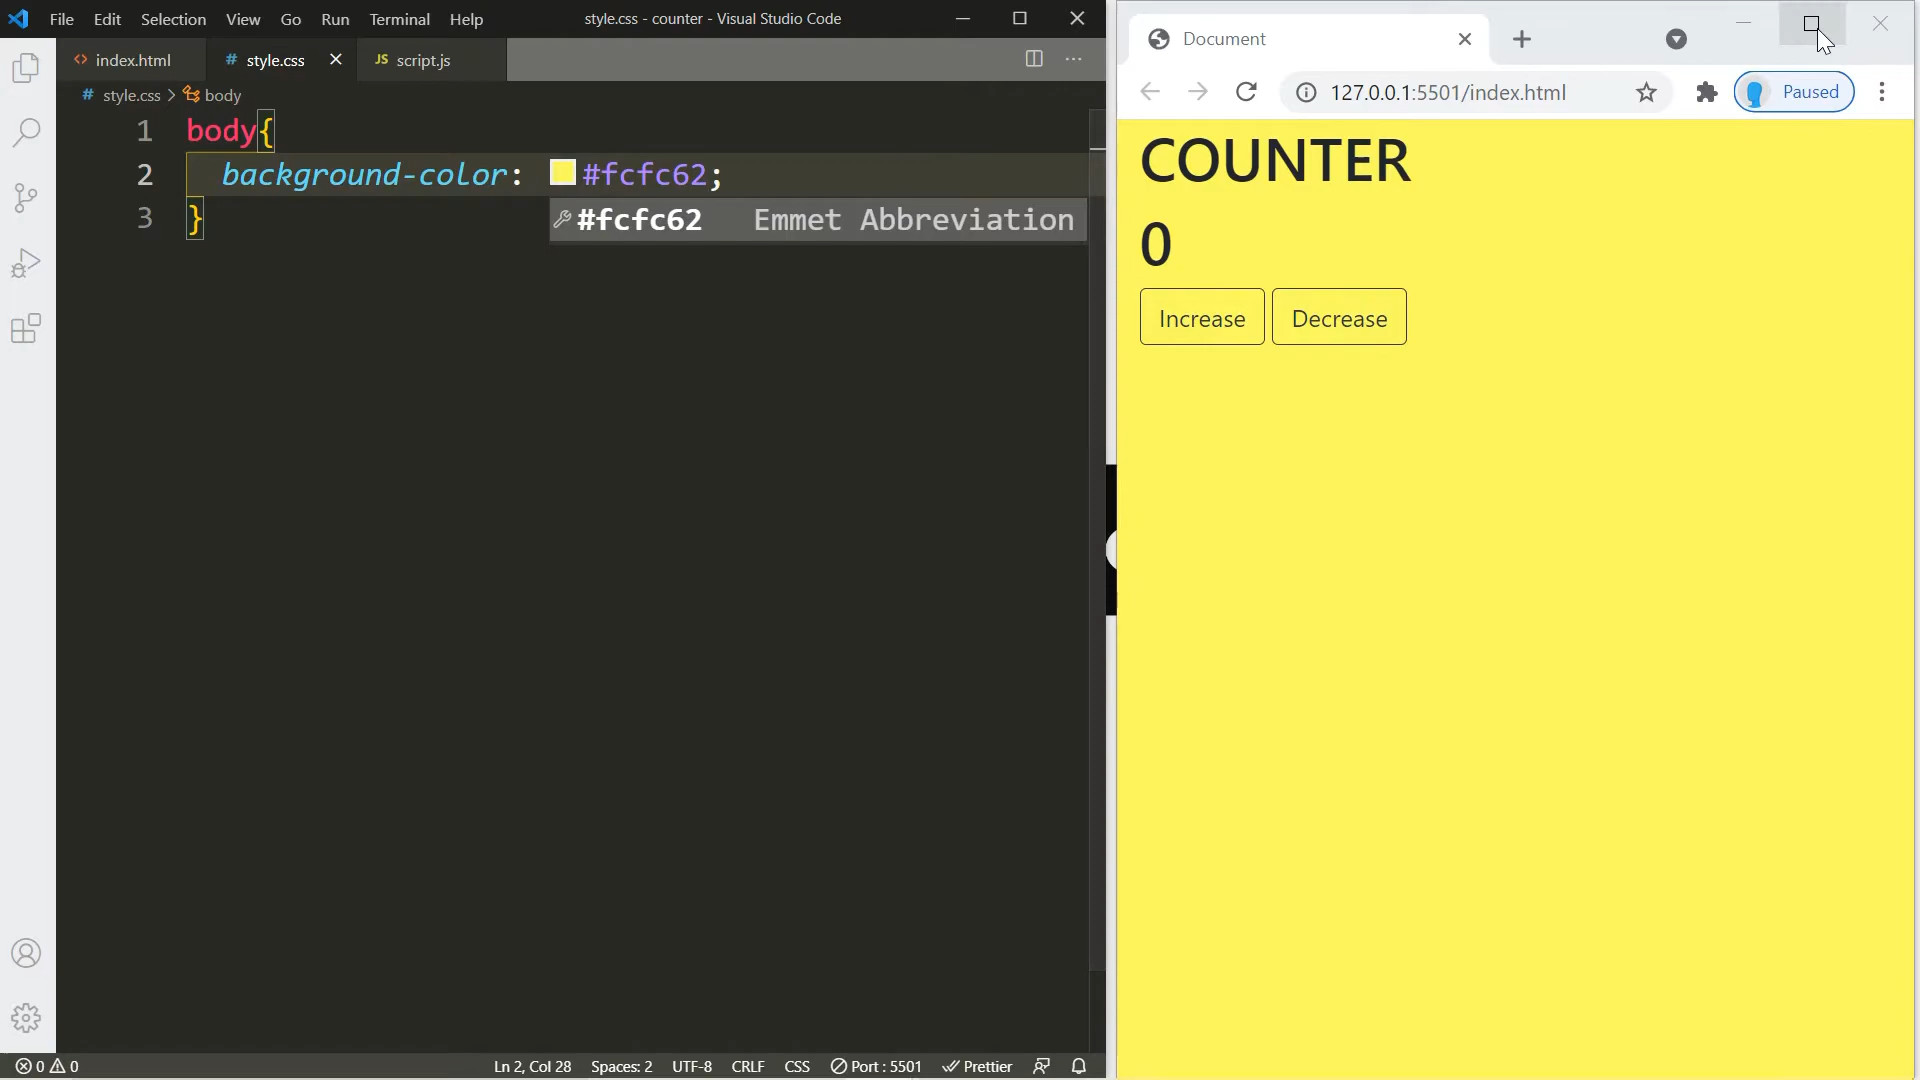 File Edit Selection View Go Run Terminal Help style.css - counter - Visual Studio Code
index.html # style.css JS script.js
# style.css > body
1 body{
2 background-color: #fcfc62;
#fcfc62 Emmet Abbreviation
3 }
0 0 Ln 2, Col 28 Spaces: 2 UTF-8 CRLF CSS Port : 5501 Prettier
Document
127.0.0.1:5501/index.html Paused
COUNTER
0
Increase Decrease